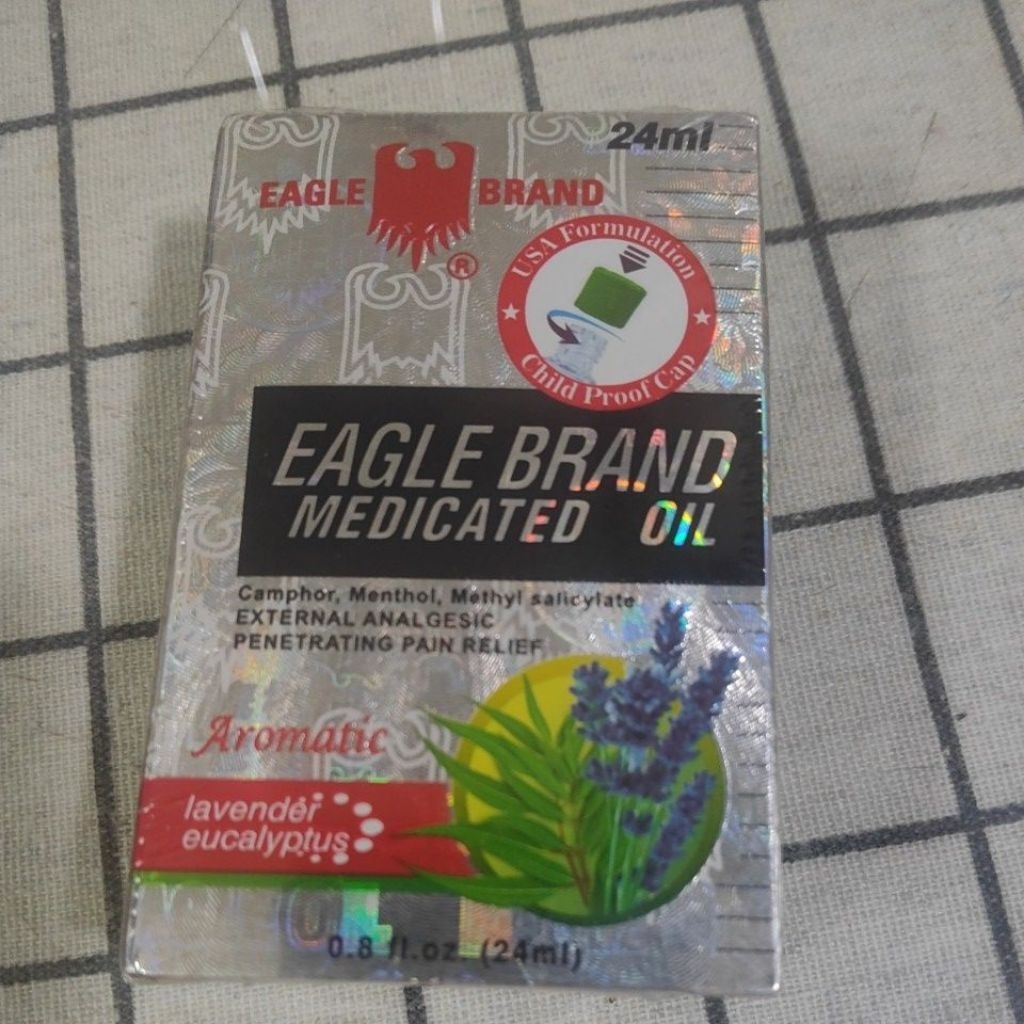 24ml
EAGLE BRAND
®
USA Formulation
Child Proof Cap
EAGLE BRAND
MEDICATED OIL
Camphor, Menthol, Methyl salicylate
EXTERNAL ANALGESIC
PENETRATING PAIN RELIEF
Aromatic
lavender
eucalyptus
0.8 fl.oz. (24ml)